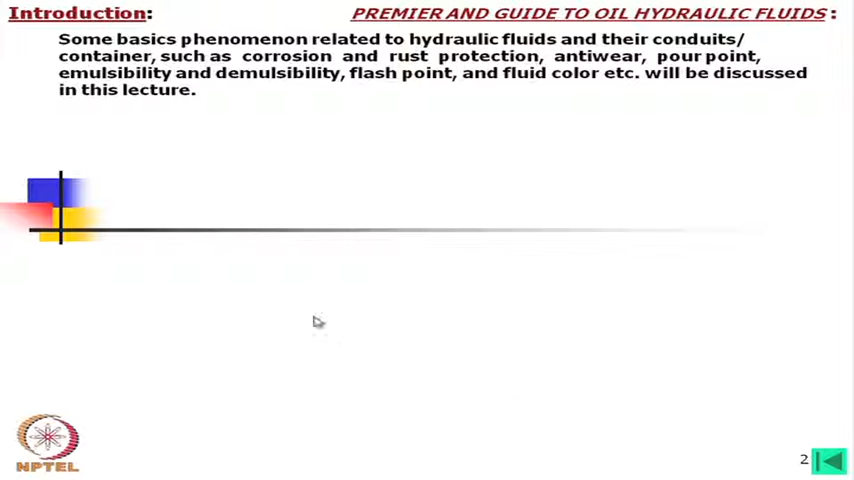 Introduction: PREMIER AND GUIDE TO OIL HYDRAULIC FLUIDS :
Some basics phenomenon related to hydraulic fluids and their conduits/
container, such as corrosion and rust protection, antiwear, pour point,
emulsibility and demulsibility, flash point, and fluid color etc. will be discussed
in this lecture.
NPTEL
2